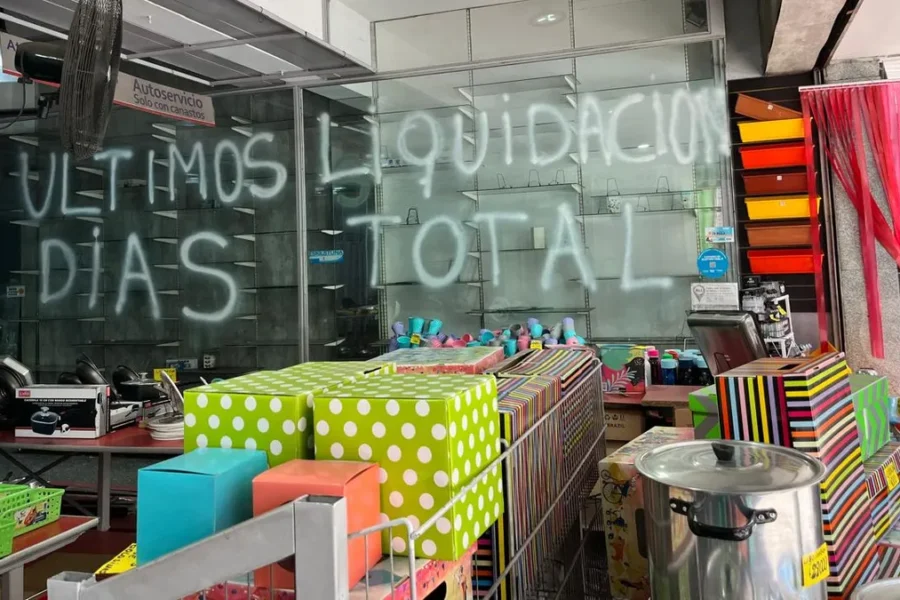 Autoservicio
Solo con canastos
ULTIMOS
DiAS
LiQUiDACION
TOTAL